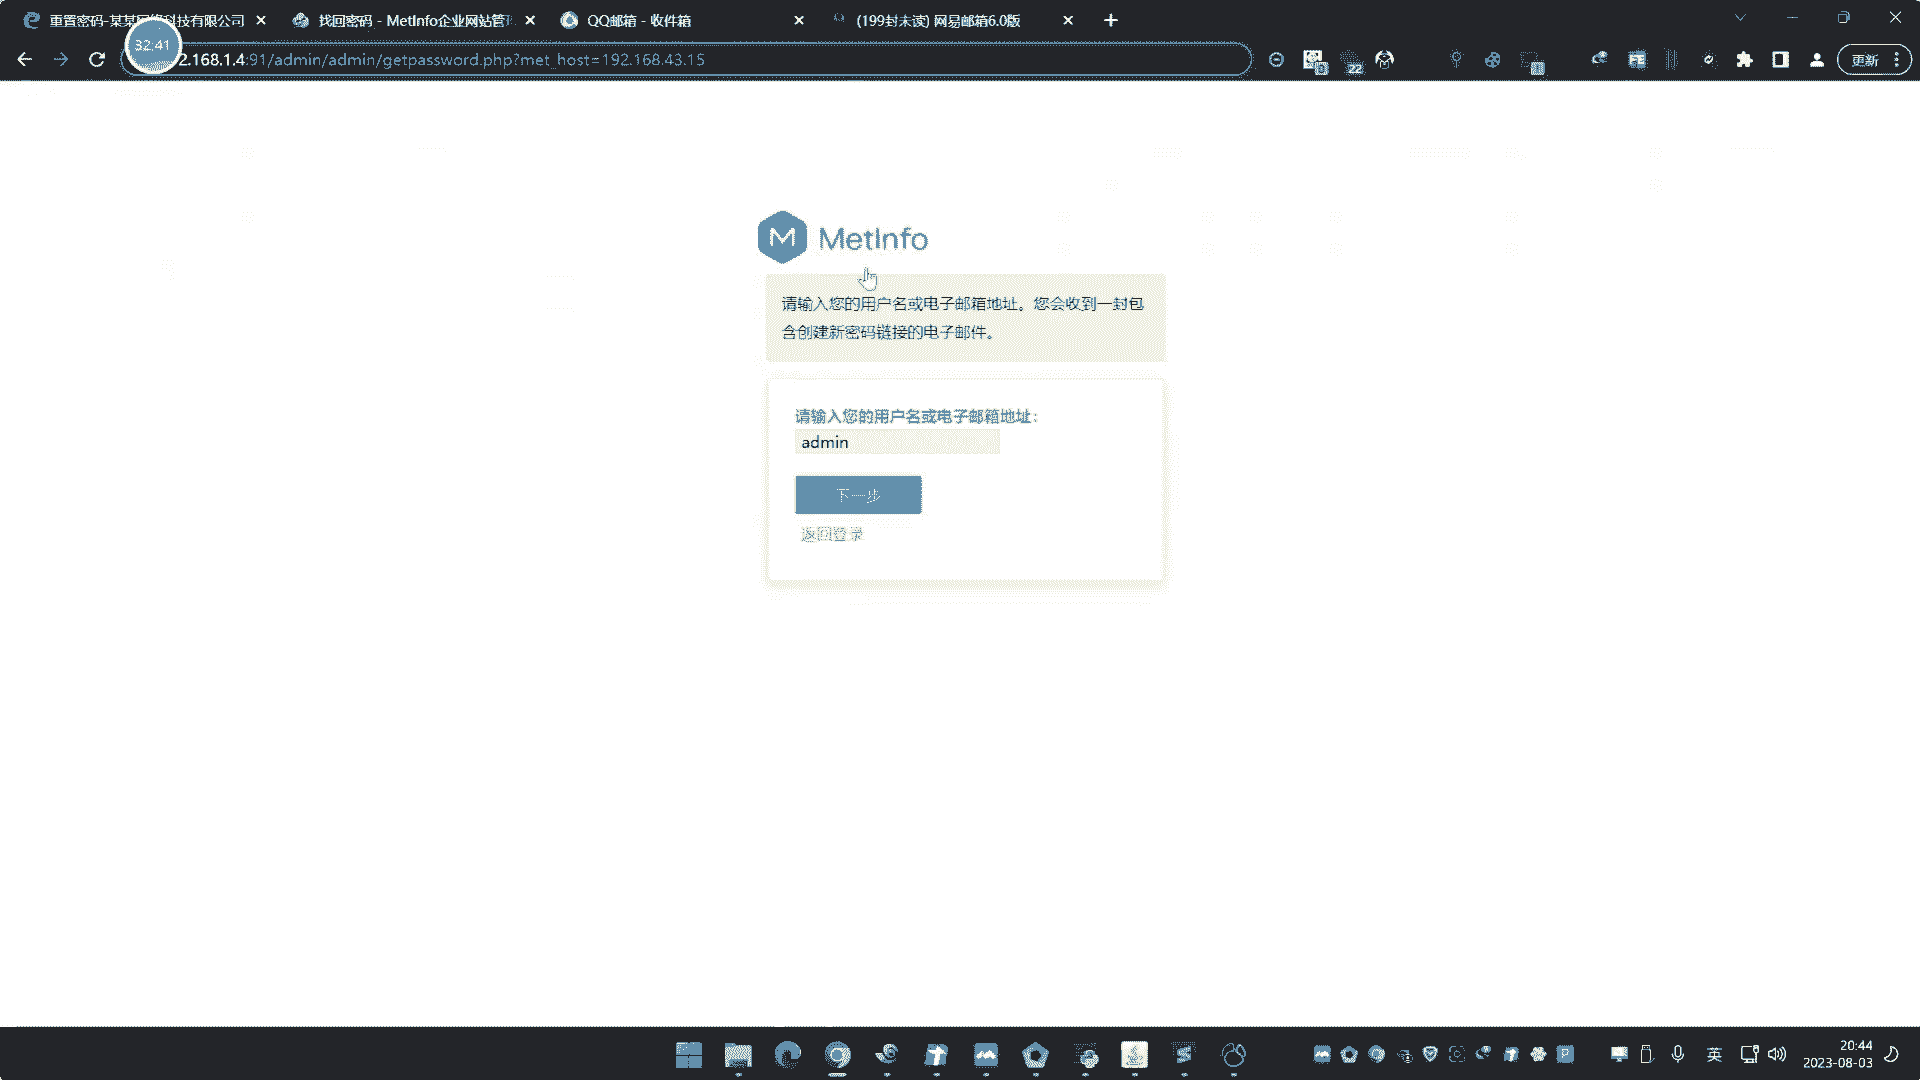 重置密码-某某网络科技有限公司
找回密码 - MetInfo企业网站管
QQ邮箱 - 收件箱
(199封未读) 网易邮箱6.0版
32:41
2.168.1.4:91/admin/admin/getpassword.php?met_host=192.168.43.15
22
更新
M MetInfo
请输入您的用户名或电子邮箱地址。您会收到一封包
含创建新密码链接的电子邮件。
请输入您的用户名或电子邮箱地址：
admin
下一步
返回登录
英
20:44
2023-08-03